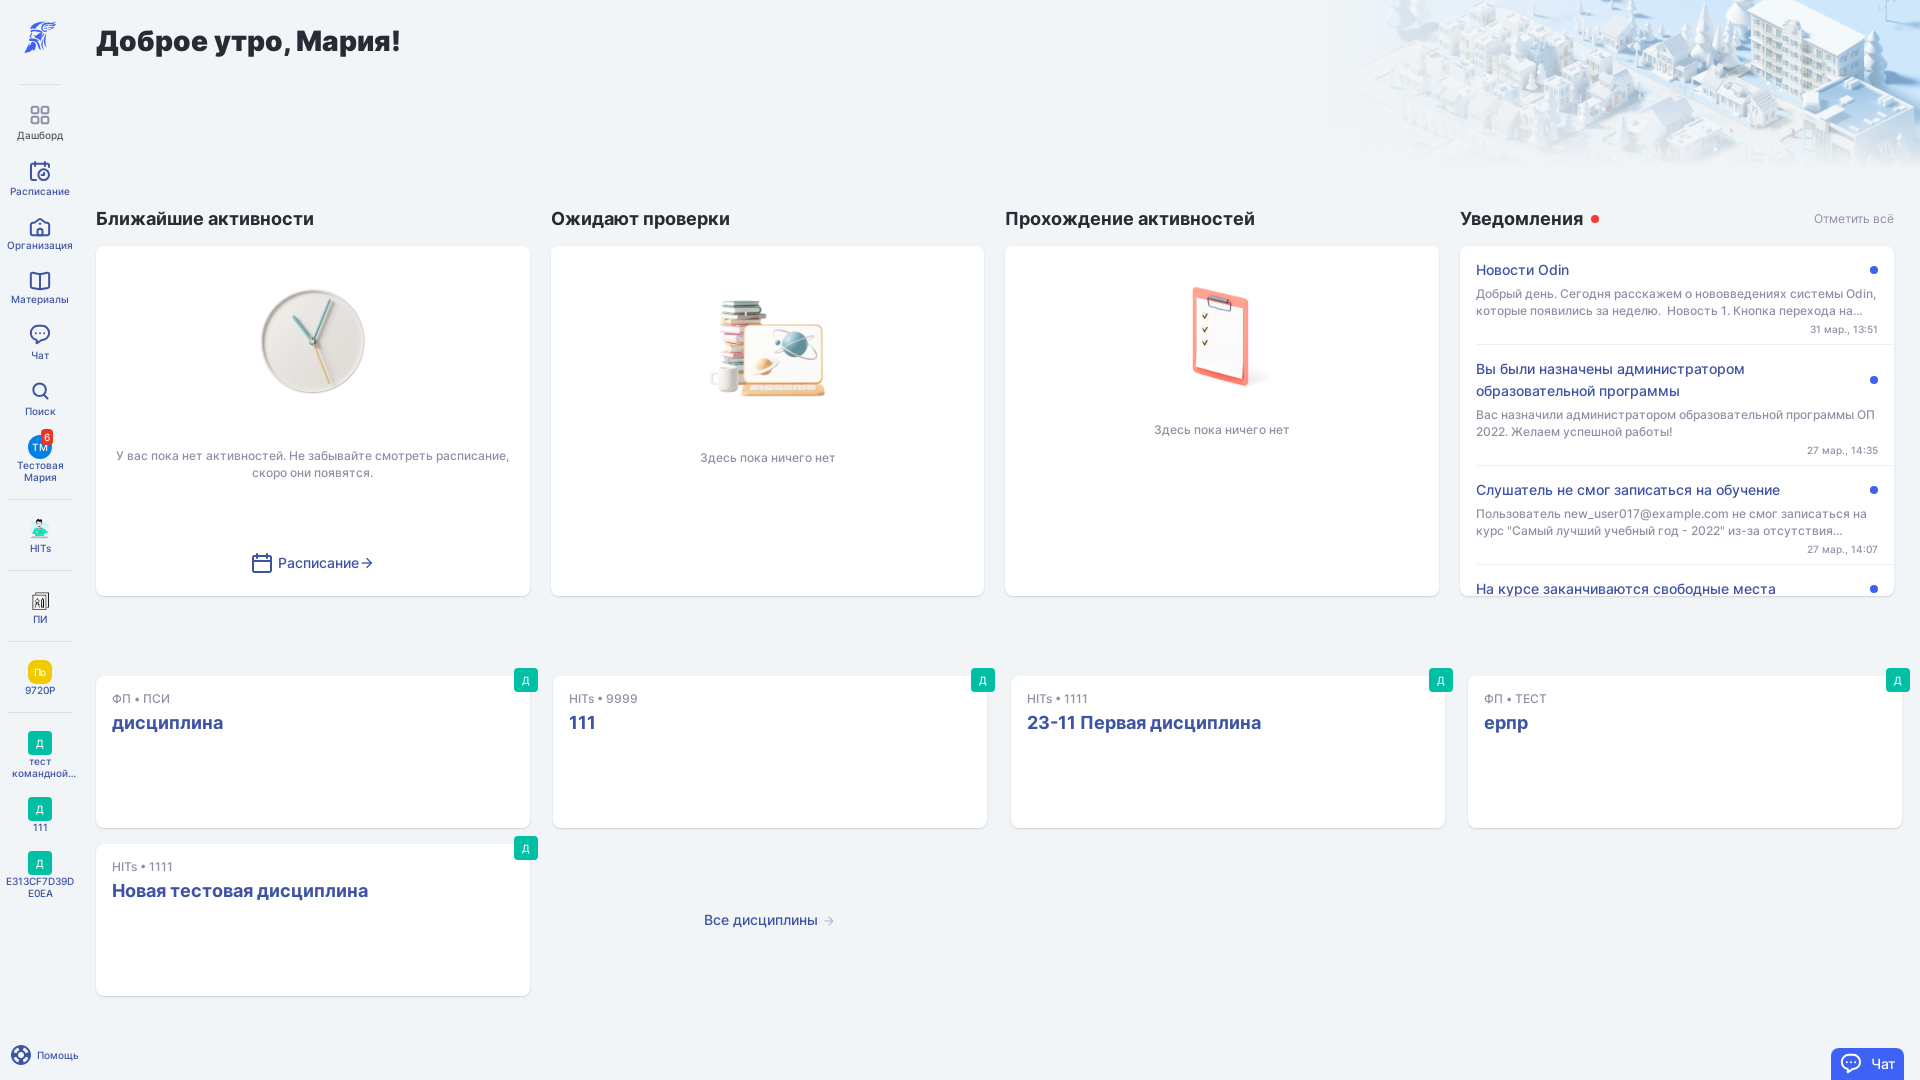 Доброе утро, Мария!
Дашборд
Расписание
Организация
Материалы
Чат
Поиск
6
ТМ
Тестовая
Мария
HITs
ПИ
По
9720P
Д
тест
командной...
Д
111
Д
E313CF7D39D
E0EA
Помощь
Ближайшие активности
У вас пока нет активностей. Не забывайте смотреть расписание,
скоро они появятся.
Расписание
Ожидают проверки
Здесь пока ничего нет
Прохождение активностей
Здесь пока ничего нет
Уведомления
Отметить всё
Новости Odin
Добрый день. Сегодня расскажем о нововведениях системы Odin,
которые появились за неделю. Новость 1. Кнопка перехода на...
31 мар., 13:51
Вы были назначены администратором
образовательной программы
Вас назначили администратором образовательной программы ОП
2022. Желаем успешной работы!
27 мар., 14:35
Слушатель не смог записаться на обучение
Пользователь new_user017@example.com не смог записаться на
курс "Самый лучший учебный год - 2022" из-за отсутствия...
27 мар., 14:07
На курсе заканчиваются свободные места
Д
ФП • ПСИ
дисциплина
Д
HITs • 9999
111
Д
HITs • 1111
23-11 Первая дисциплина
Д
ФП • ТЕСТ
ерпр
Д
HITs • 1111
Новая тестовая дисциплина
Все дисциплины
Чат